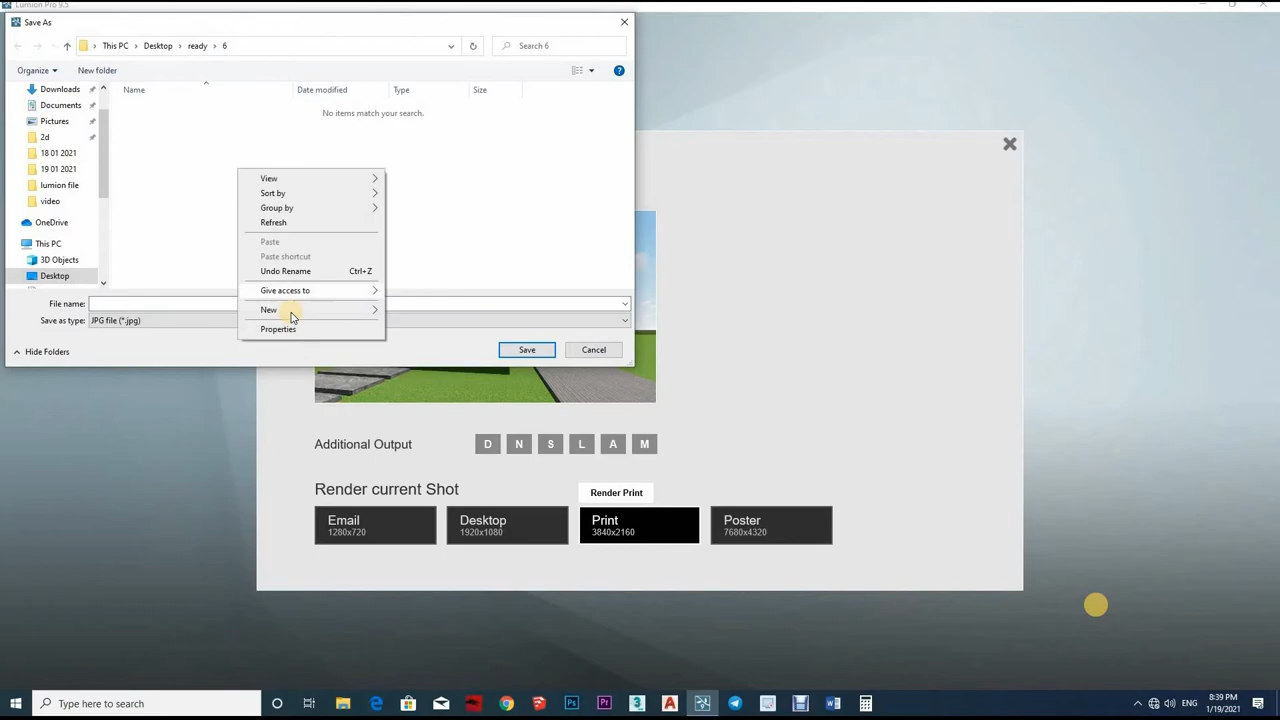 Lumion Pro 9.5
Save As
This PC
Desktop
ready
6
Search 6
Organize
New folder
Downloads
Documents
Pictures
2d
18 01 2021
19 01 2021
lumion file
video
OneDrive
This PC
3D Objects
Desktop
Name
Date modified
Type
Size
No items match your search.
View
Sort by
Group by
Refresh
Paste
Paste shortcut
Undo Rename Ctrl+Z
Give access to
New
Properties
File name:
Save as type: JPG file (*.jpg)
Hide Folders
Save
Cancel
Additional Output D N S L A M
Render current Shot
Render Print
Email
1280x720
Desktop
1920x1080
Print
3840x2160
Poster
7680x4320
Type here to search
ENG
8:39 PM
1/19/2021